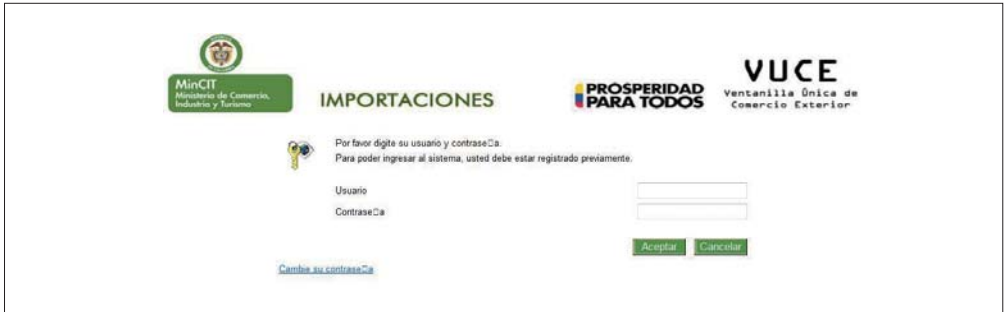 MinCIT
Ministerio de Comercio,
Industria y Turismo
IMPORTACIONES
PROSPERIDAD
PARA TODOS
VUCE
Ventanilla Única de
Comercio Exterior
Por favor digite su usuario y contrase□a.
Para poder ingresar al sistema, usted debe estar registrado previamente.
Usuario
Contrase□a
Aceptar Cancelar
Cambie su contrase□a